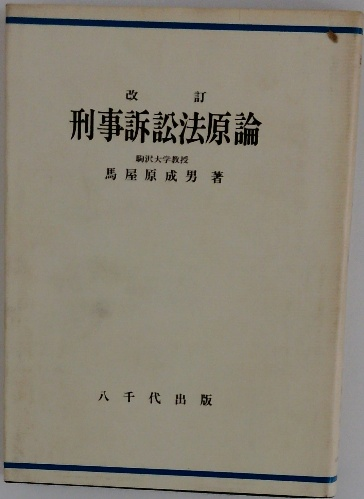 改訂
刑事訴訟法原論
駒沢大学教授
馬屋原成男著
八千代出版